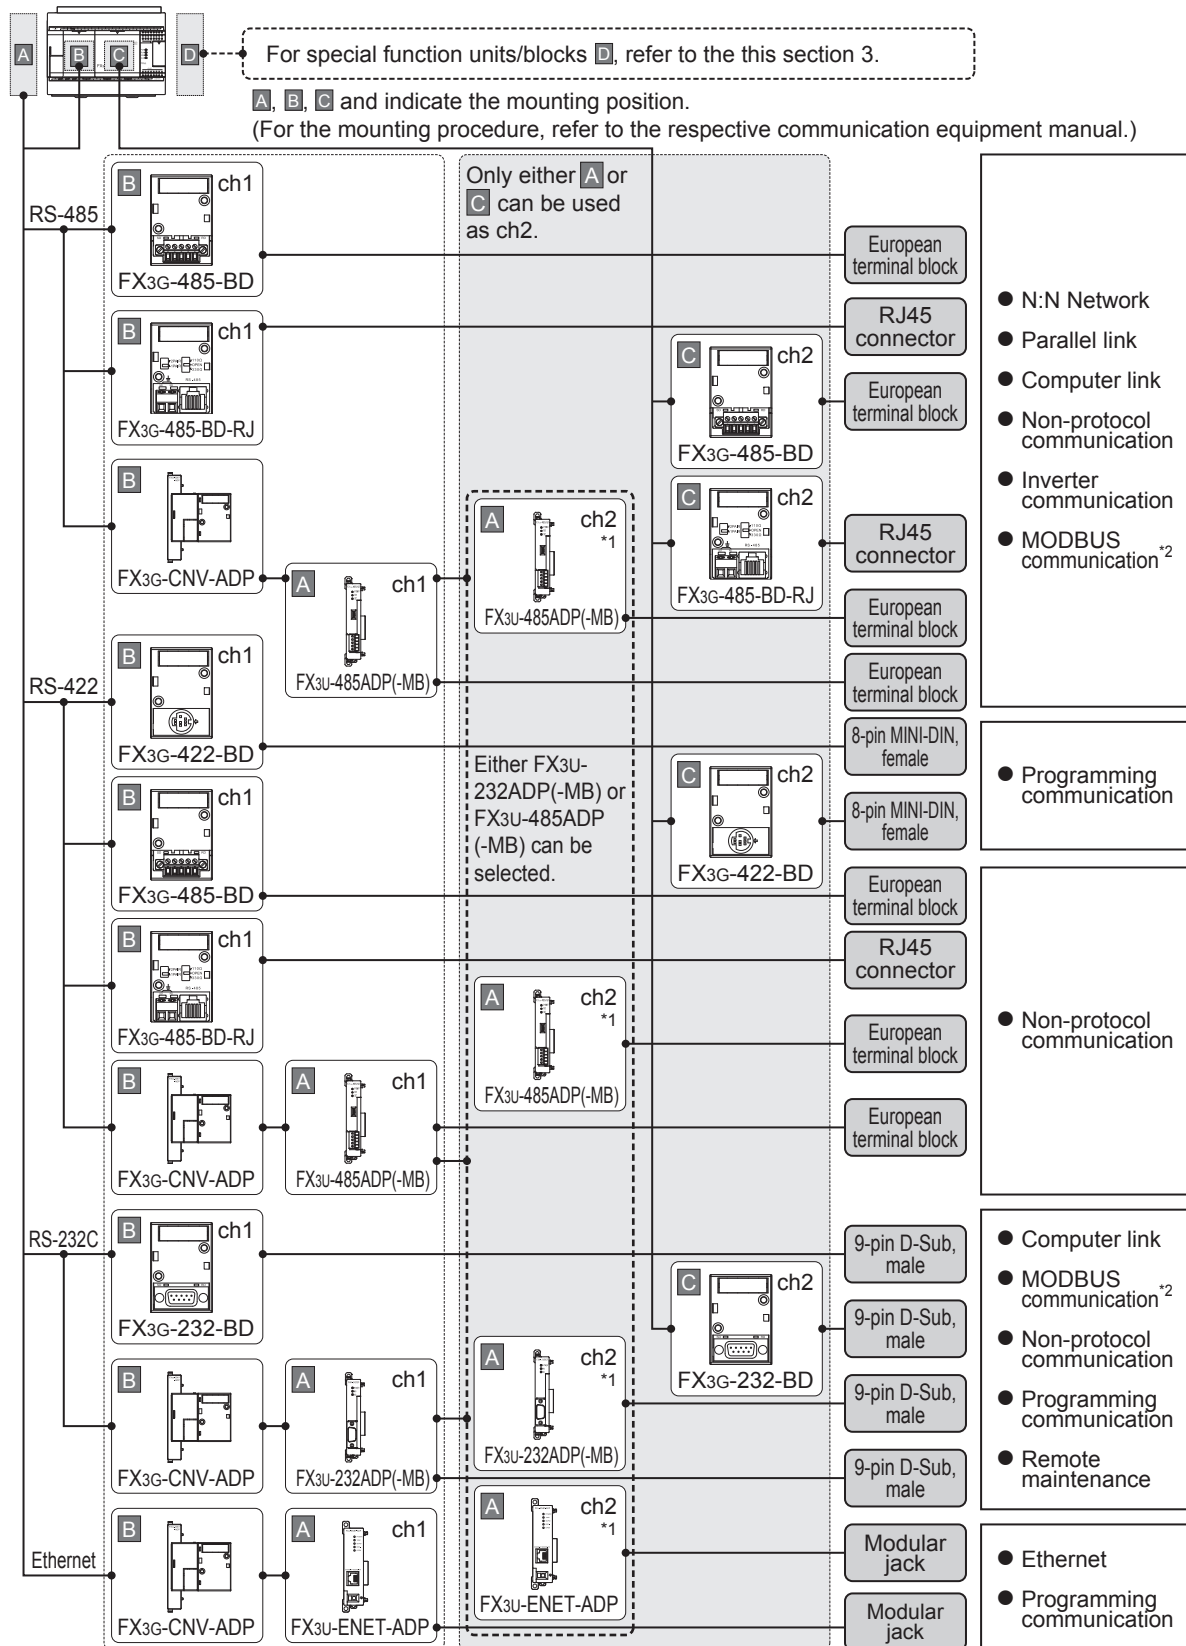 A
B
C
D
For special function units/blocks D, refer to the this section 3.
A, B, C and indicate the mounting position.
(For the mounting procedure, refer to the respective communication equipment manual.)
Only either A or
C can be used
as ch2.
RS-485
B ch1
FX3G-485-BD
European
terminal block
B ch1
FX3G-485-BD-RJ
RJ45
connector
C ch2
FX3G-485-BD
European
terminal block
B
FX3G-CNV-ADP
A ch1
FX3U-485ADP(-MB)
A ch2
*1
FX3U-485ADP(-MB)
C ch2
FX3G-485-BD-RJ
RJ45
connector
European
terminal block
European
terminal block
● N:N Network
● Parallel link
● Computer link
● Non-protocol
communication
● Inverter
communication
● MODBUS
communication*2
RS-422
B ch1
FX3G-422-BD
8-pin MINI-DIN,
female
Either FX3U-
232ADP(-MB) or
FX3U-485ADP
(-MB) can be
selected.
C ch2
FX3G-422-BD
8-pin MINI-DIN,
female
● Programming
communication
B ch1
FX3G-485-BD
European
terminal block
B ch1
FX3G-485-BD-RJ
RJ45
connector
A ch2
*1
FX3U-485ADP(-MB)
European
terminal block
B
FX3G-CNV-ADP
A ch1
FX3U-485ADP(-MB)
European
terminal block
● Non-protocol
communication
RS-232C
B ch1
FX3G-232-BD
9-pin D-Sub,
male
C ch2
FX3G-232-BD
9-pin D-Sub,
male
B
FX3G-CNV-ADP
A ch1
FX3U-232ADP(-MB)
A ch2
*1
FX3U-232ADP(-MB)
9-pin D-Sub,
male
9-pin D-Sub,
male
● Computer link
● MODBUS
communication*2
● Non-protocol
communication
● Programming
communication
● Remote
maintenance
Ethernet
B
FX3G-CNV-ADP
A ch1
FX3U-ENET-ADP
A ch2
*1
FX3U-ENET-ADP
Modular
jack
Modular
jack
● Ethernet
● Programming
communication